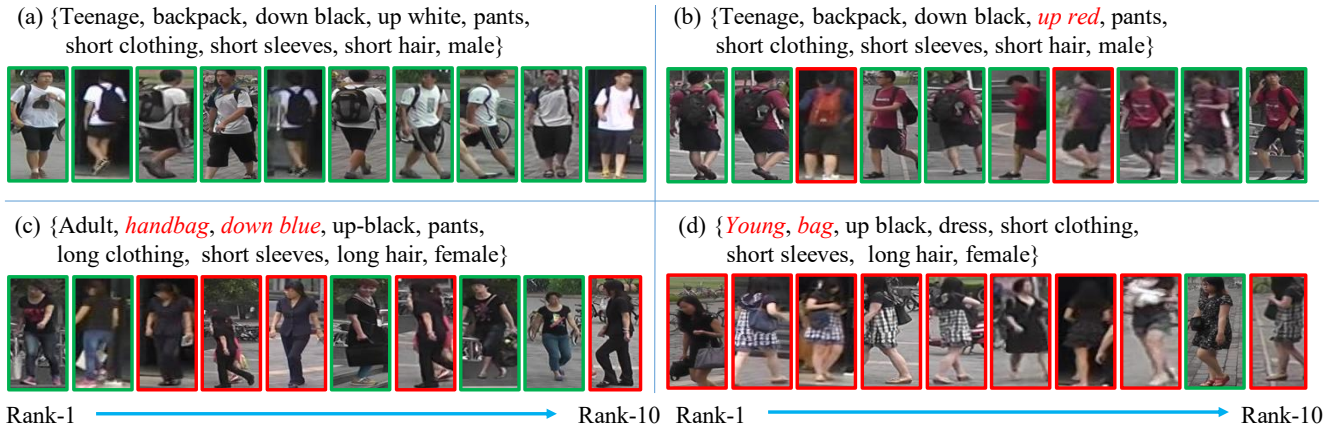 (a) {Teenage, backpack, down black, up white, pants,
short clothing, short sleeves, short hair, male}
(b) {Teenage, backpack, down black, up red, pants,
short clothing, short sleeves, short hair, male}
(c) {Adult, handbag, down blue, up-black, pants,
long clothing, short sleeves, long hair, female}
(d) {Young, bag, up black, dress, short clothing,
short sleeves, long hair, female}
Rank-1 Rank-10
Rank-1 Rank-10